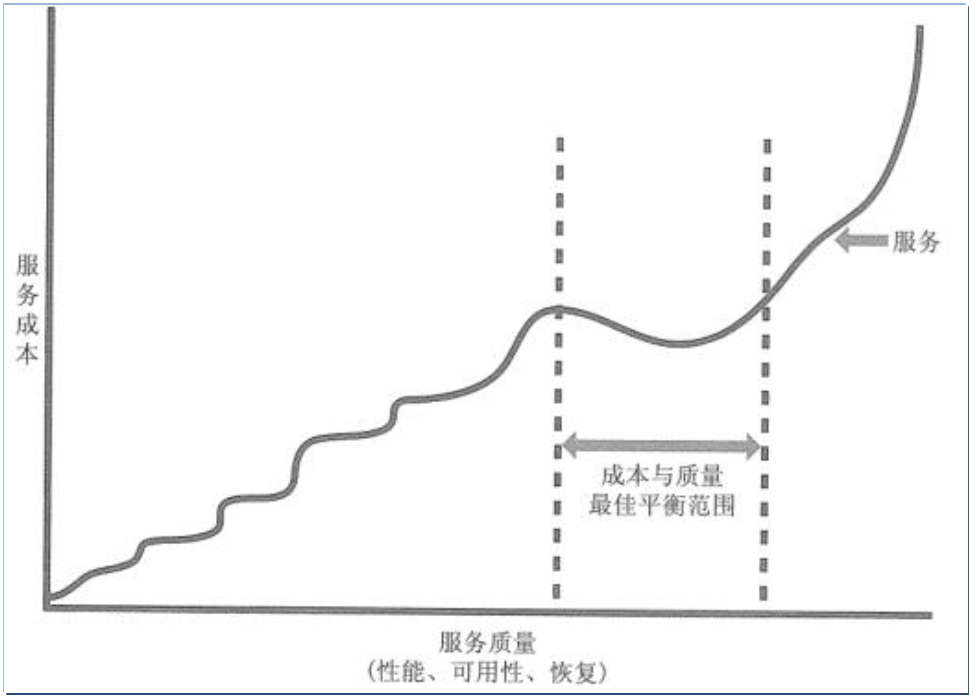 服务成本
服务
成本与质量
最佳平衡范围
服务质量
(性能、可用性、恢复)